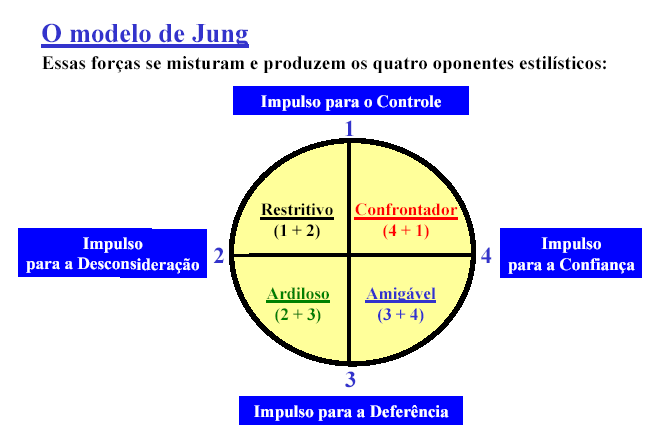 O modelo de Jung
Essas forças se misturam e produzem os quatro oponentes estilísticos:
Impulso para o Controle
1
Restritivo
(1 + 2)
Confrontador
(4 + 1)
Impulso
para a Desconsideração
2
4
Impulso
para a Confiança
Ardiloso
(2 + 3)
Amigável
(3 + 4)
3
Impulso para a Deferência